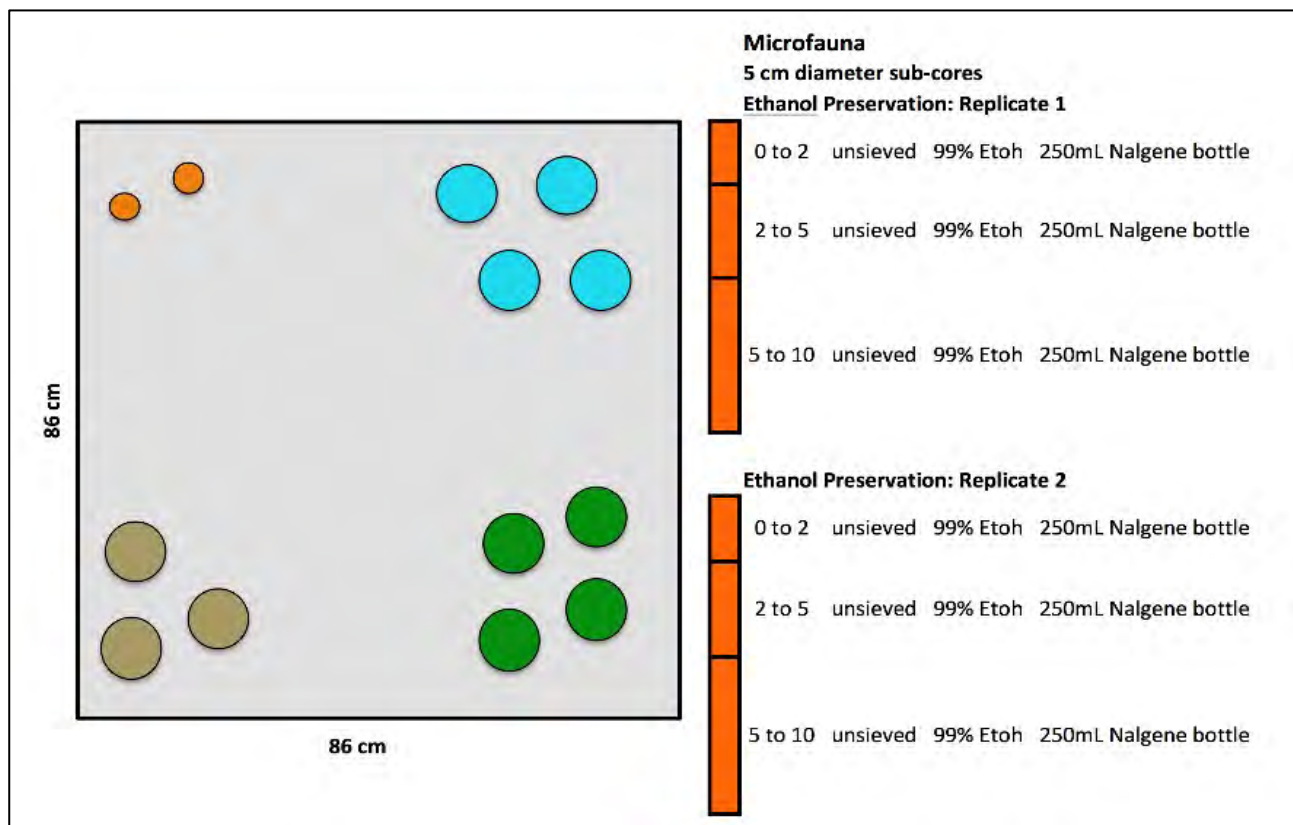 Microfauna
5 cm diameter sub-cores
Ethanol Preservation: Replicate 1
0 to 2 unsieved 99% Etoh 250mL Nalgene bottle
2 to 5 unsieved 99% Etoh 250mL Nalgene bottle
5 to 10 unsieved 99% Etoh 250mL Nalgene bottle
86 cm
86 cm
Ethanol Preservation: Replicate 2
0 to 2 unsieved 99% Etoh 250mL Nalgene bottle
2 to 5 unsieved 99% Etoh 250mL Nalgene bottle
5 to 10 unsieved 99% Etoh 250mL Nalgene bottle